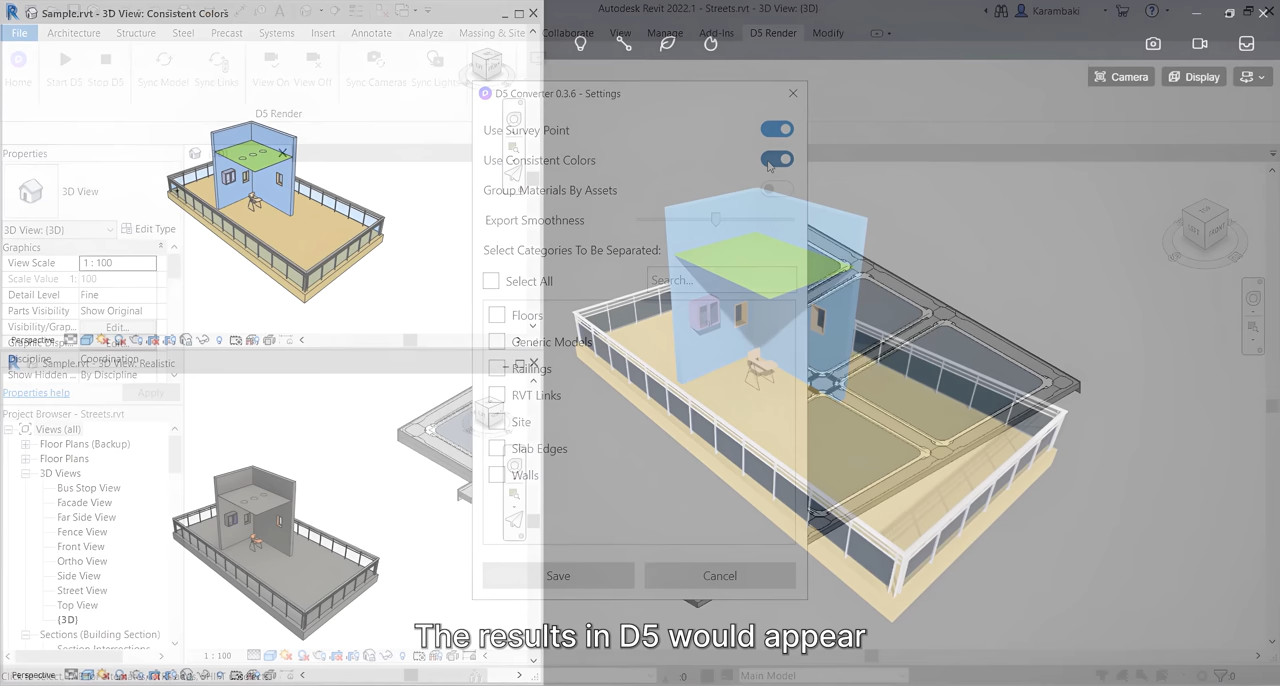 Sample.rvt - 3D View: Consistent Colors
Autodesk Revit 2022.1 - Streets.rvt - 3D View: {3D}
Karambaki
File
Architecture
Structure
Steel
Precast
Systems
Insert
Annotate
Analyze
Massing & Site
Collaborate
View
Manage
Add-Ins
D5 Render
Modify
Home
Start D5
Stop D5
Sync Model
Sync Links
View On
View Off
Sync Cameras
Sync Lights
D5 Render
Camera
Display
Properties
3D View
3D View: {3D}
Edit Type
Graphics
View Scale
1 : 100
Scale Value 1:
100
Detail Level
Fine
Parts Visibility
Show Original
Visibility/Grap...
Edit...
Perspective
Discipline
Coordination
Sample.rvt - 3D View: Realistic
Show Hidden ...
By Discipline
Properties help
Apply
Project Browser - Streets.rvt
Views (all)
Floor Plans (Backup)
Floor Plans
3D Views
Bus Stop View
Facade View
Far Side View
Fence View
Front View
Ortho View
Side View
Street View
Top View
{3D}
Sections (Building Section)
1 : 100
Perspective
D5 Converter 0.3.6 - Settings
Use Survey Point
Use Consistent Colors
Group Materials By Assets
Export Smoothness
Select Categories To Be Separated:
Select All
Search...
Floors
Generic Models
Railings
RVT Links
Site
Slab Edges
Walls
Save
Cancel
FRONT
The results in D5 would appear
:0
Main Model
:0